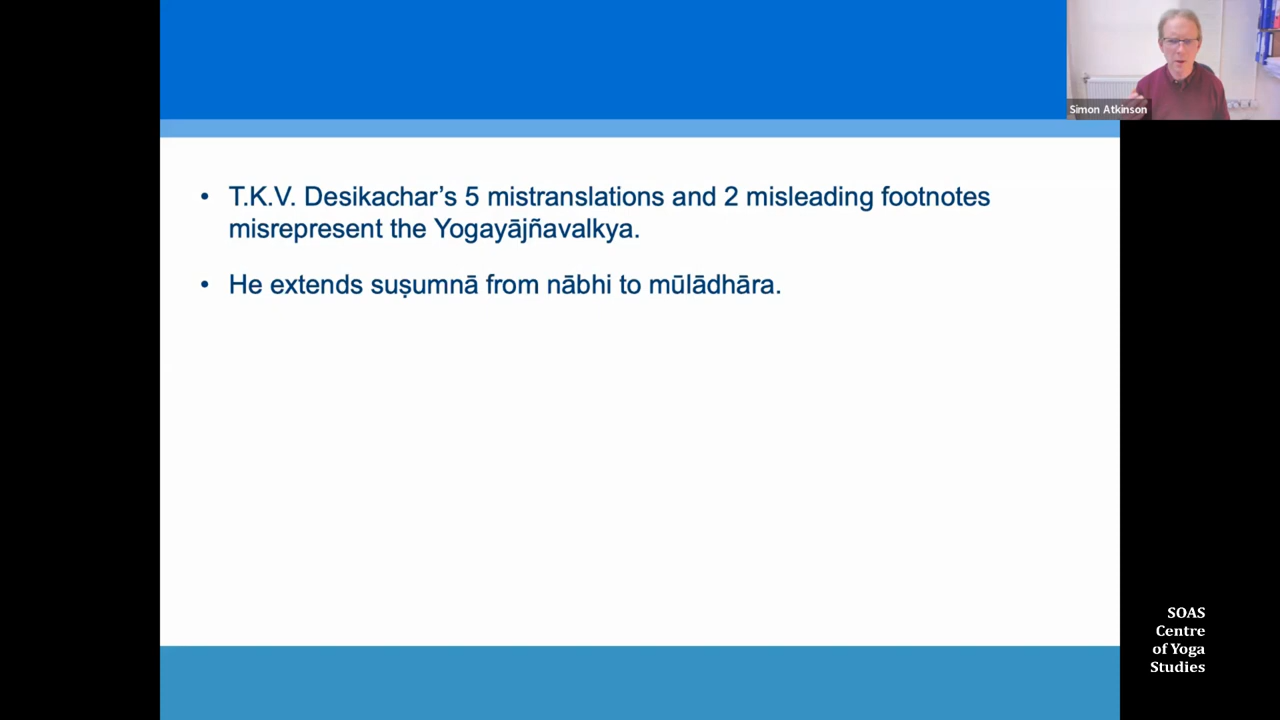 Simon Atkinson
• T.K.V. Desikachar’s 5 mistranslations and 2 misleading footnotes
misrepresent the Yogayājñavalkya.
• He extends suṣumnā from nābhi to mūlādhāra.
SOAS
Centre
of Yoga
Studies